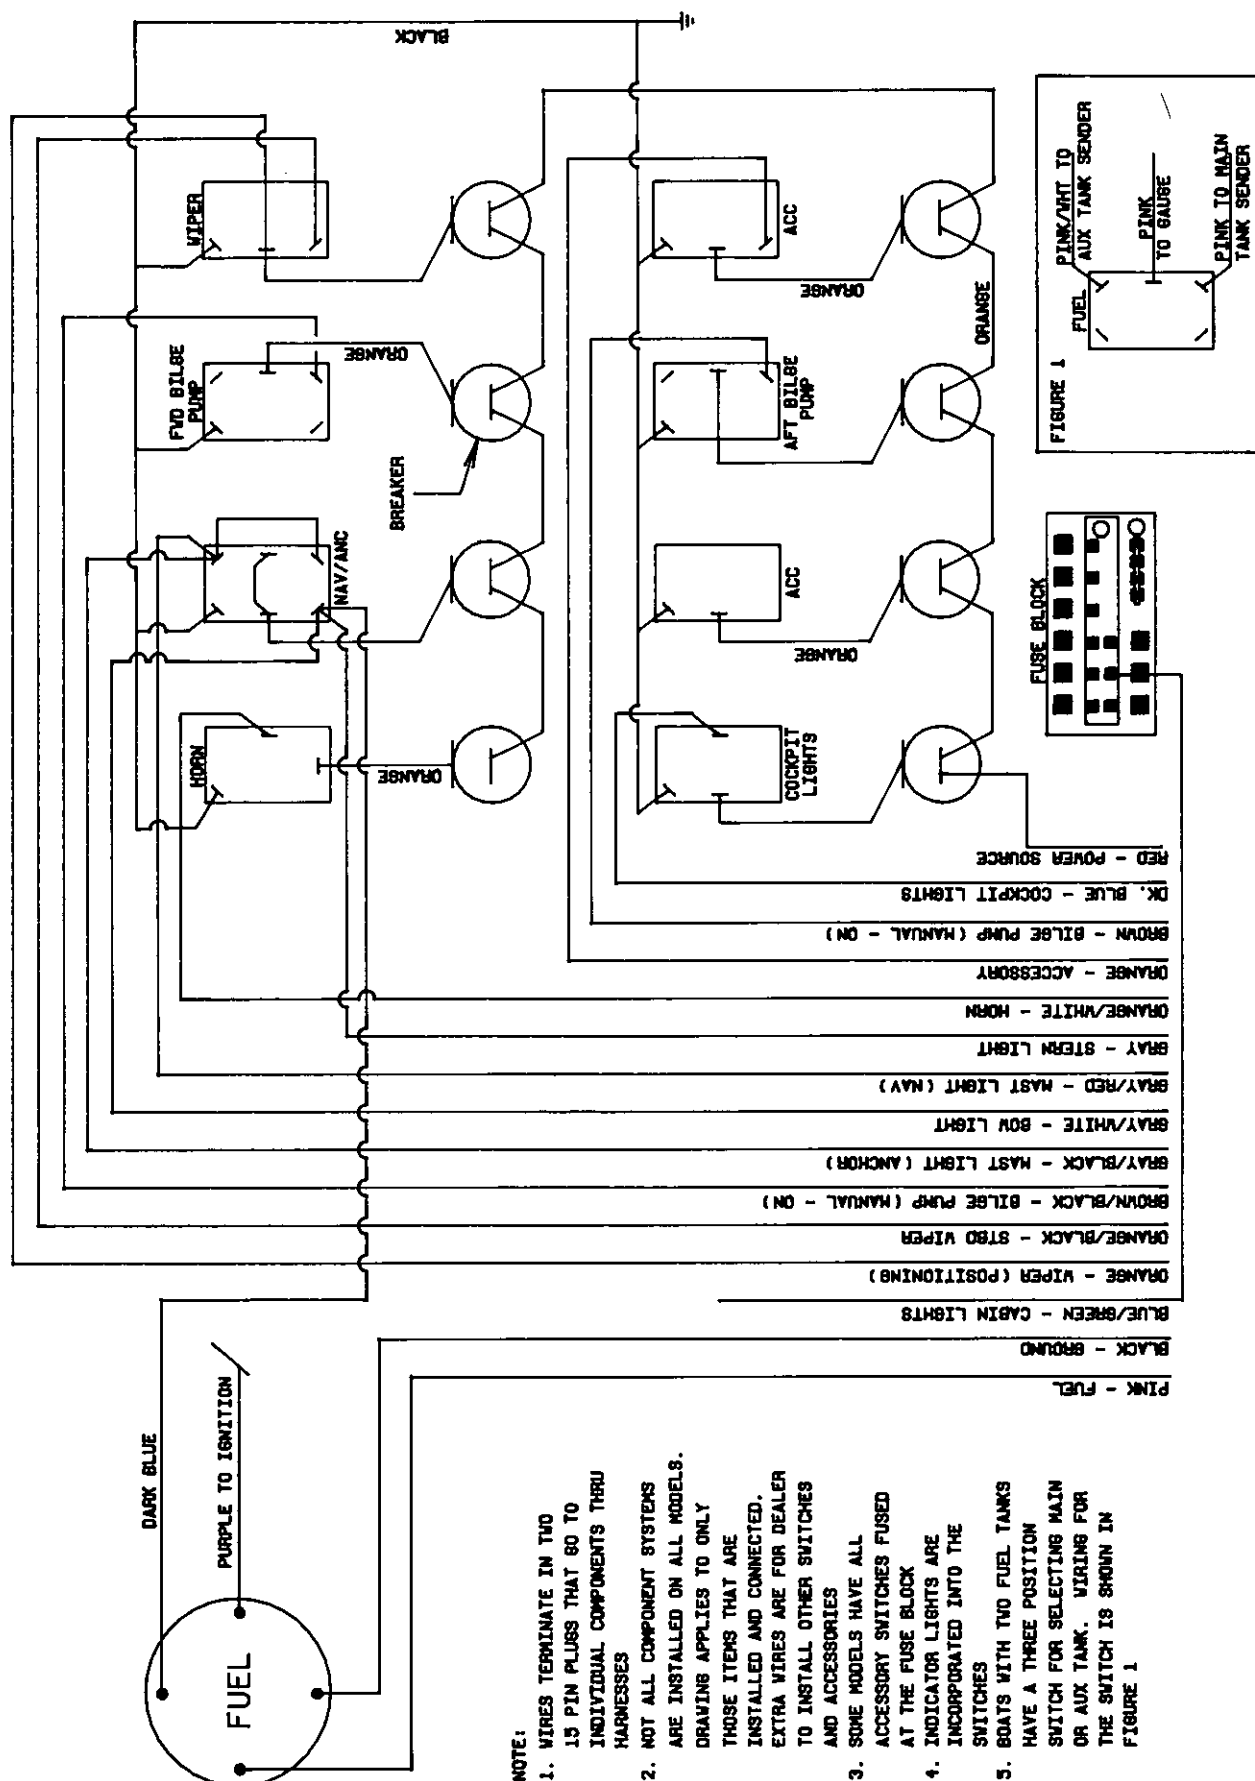 BLACK
WIPER
FWD BILGE
PUMP
NAV/ANC
HORN
ORANGE
ORANGE
BREAKER
ACC
AFT BILGE
PUMP
ACC
COCKPIT
LIGHTS
ORANGE
ORANGE
ORANGE
FIGURE 1
FUEL
PINK/WHT TO
AUX TANK SENDER
PINK
TO GAUGE
PINK TO MAIN
TANK SENDER
FUSE BLOCK
RED - POWER SOURCE
DK. BLUE - COCKPIT LIGHTS
BROWN - BILGE PUMP (MANUAL - ON)
ORANGE - ACCESSORY
ORANGE/WHITE - HORN
GRAY - STERN LIGHT
GRAY/RED - MAST LIGHT (NAV)
GRAY/WHITE - BOW LIGHT
GRAY/BLACK - MAST LIGHT (ANCHOR)
BROWN/BLACK - BILGE PUMP (MANUAL - ON)
ORANGE/BLACK - STBD WIPER
ORANGE - WIPER (POSITIONING)
BLUE/GREEN - CABIN LIGHTS
BLACK - GROUND
PINK - FUEL
DARK BLUE
PURPLE TO IGNITION
FUEL
NOTE:
1. WIRES TERMINATE IN TWO
15 PIN PLUGS THAT GO TO
INDIVIDUAL COMPONENTS THRU
HARNESSES
2. NOT ALL COMPONENT SYSTEMS
ARE INSTALLED ON ALL MODELS.
DRAWING APPLIES TO ONLY
THOSE ITEMS THAT ARE
INSTALLED AND CONNECTED.
EXTRA WIRES ARE FOR DEALER
TO INSTALL OTHER SWITCHES
AND ACCESSORIES
3. SOME MODELS HAVE ALL
ACCESSORY SWITCHES FUSED
AT THE FUSE BLOCK
4. INDICATOR LIGHTS ARE
INCORPORATED INTO THE
SWITCHES
5. BOATS WITH TWO FUEL TANKS
HAVE A THREE POSITION
SWITCH FOR SELECTING MAIN
OR AUX TANK. WIRING FOR
THE SWITCH IS SHOWN IN
FIGURE 1